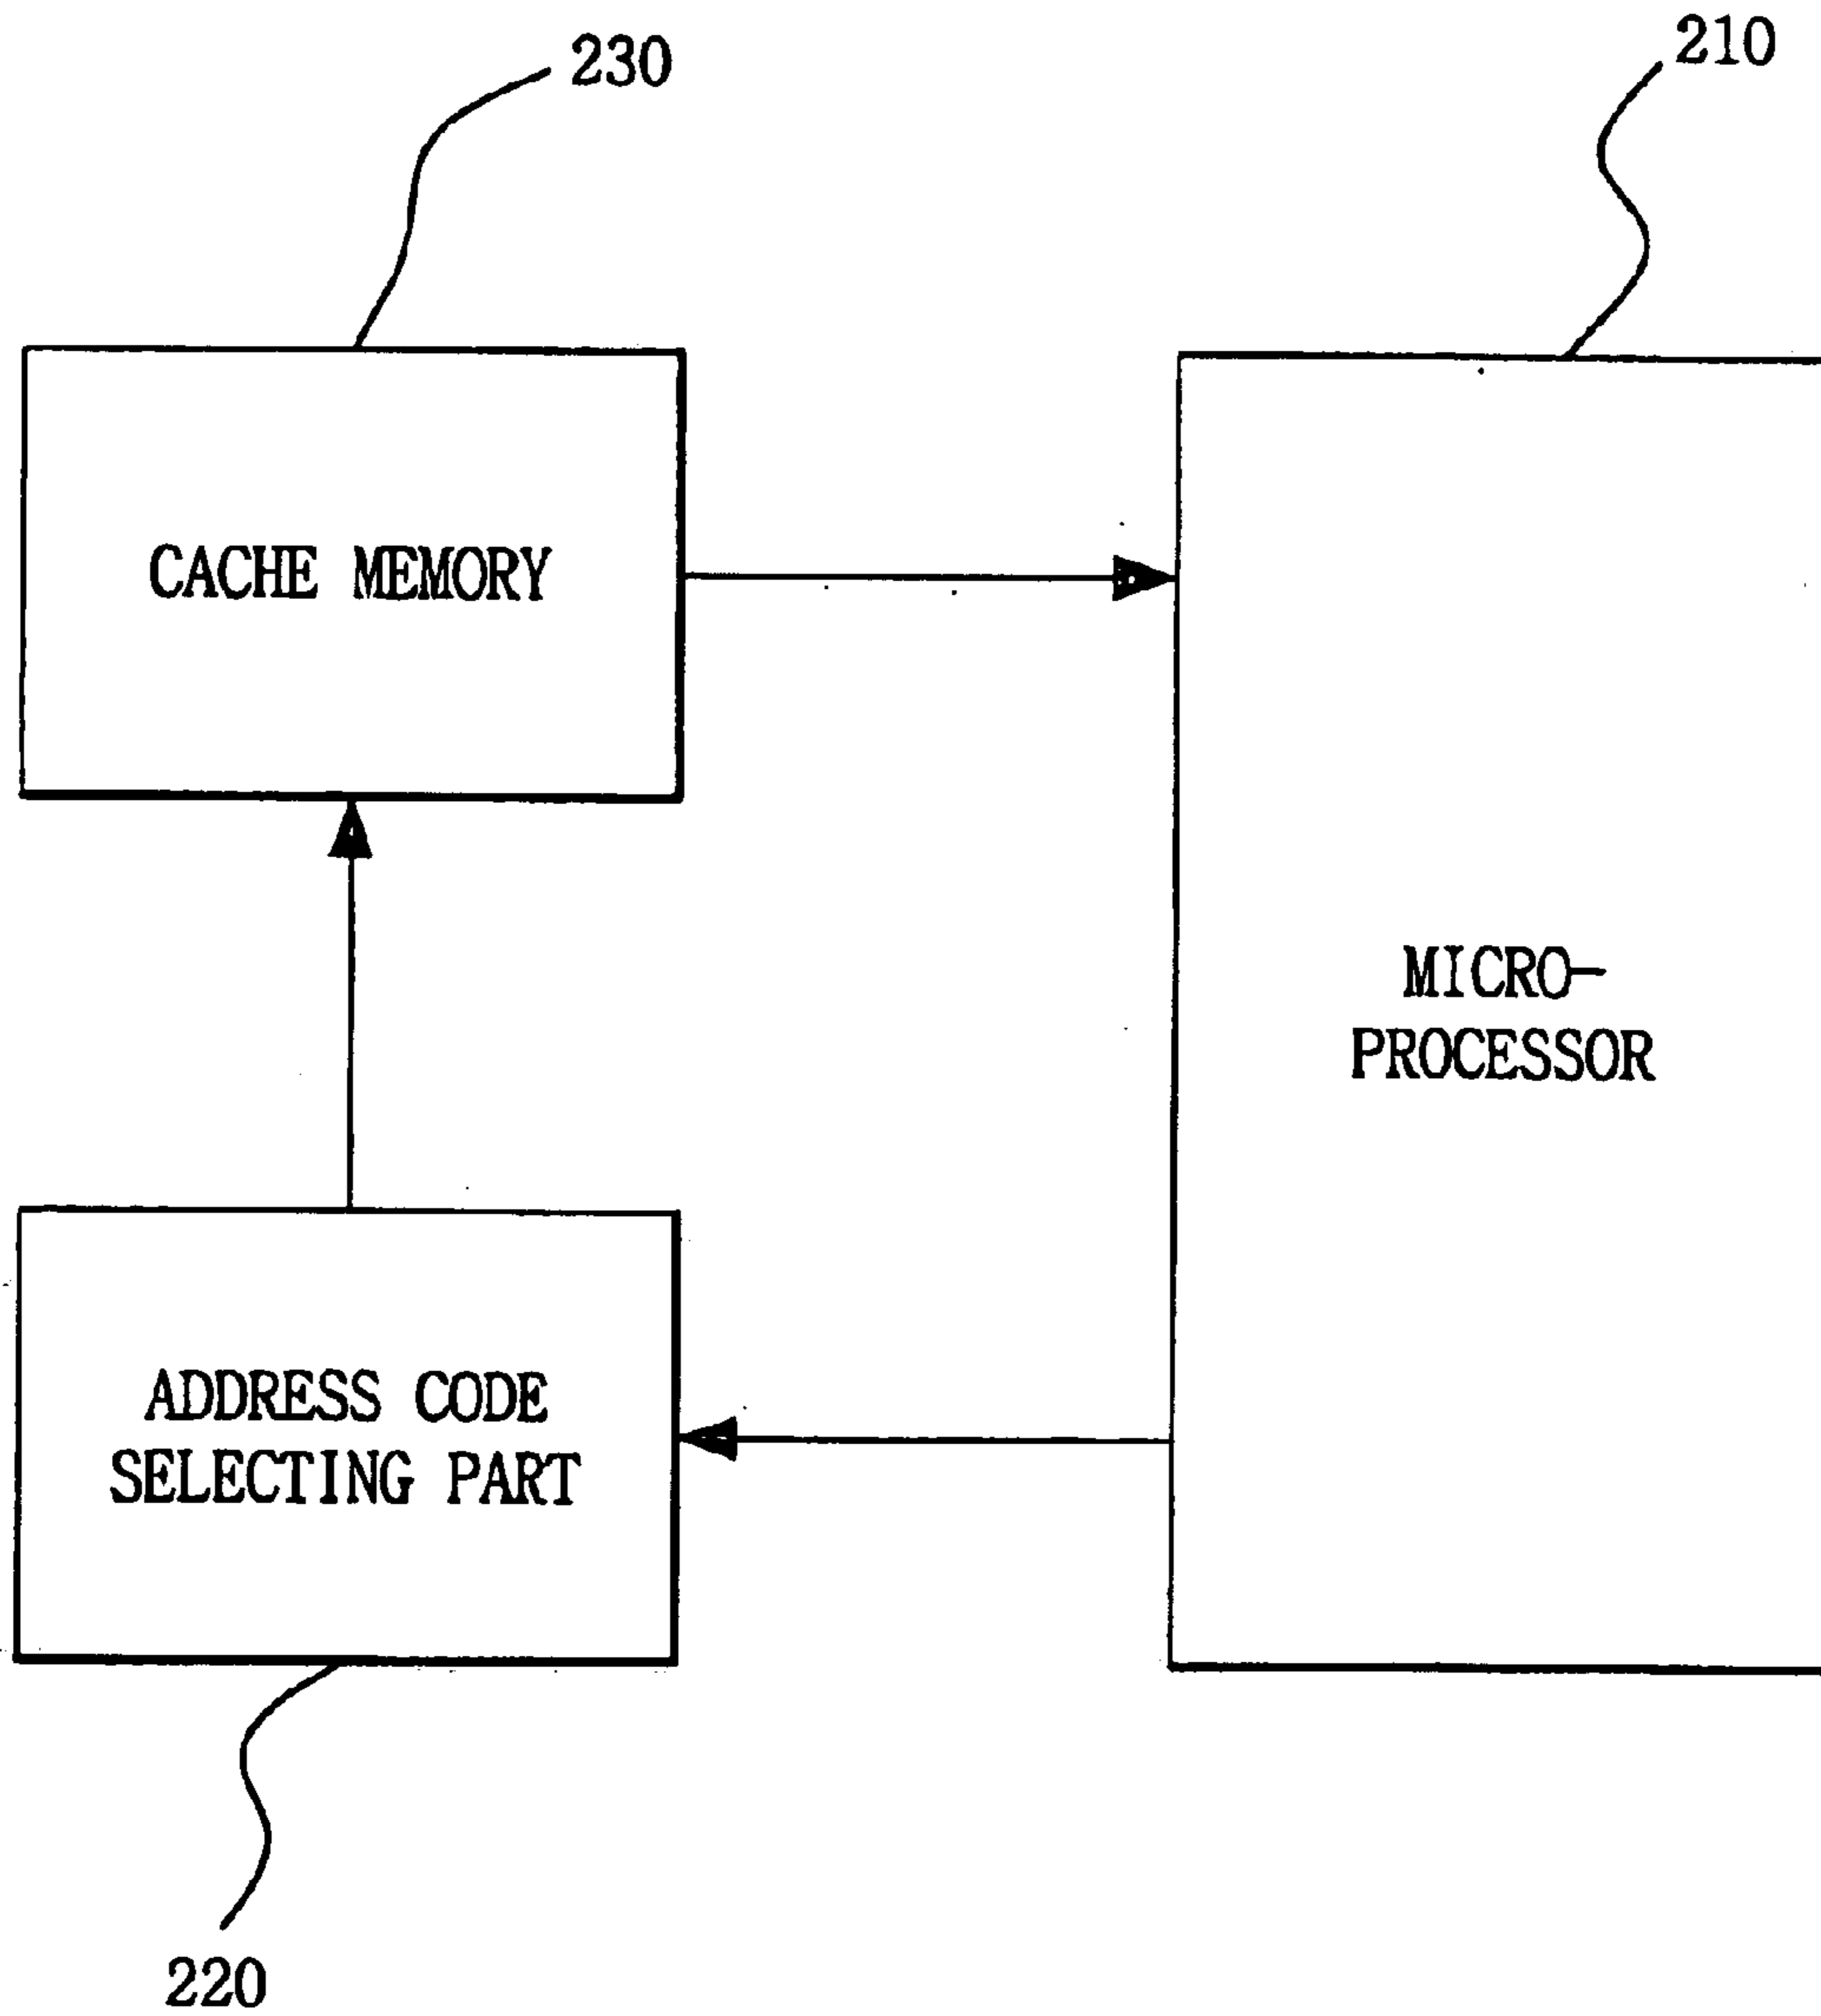 230
210
CACHE MEMORY
MICRO-
PROCESSOR
ADDRESS CODE
SELECTING PART
220